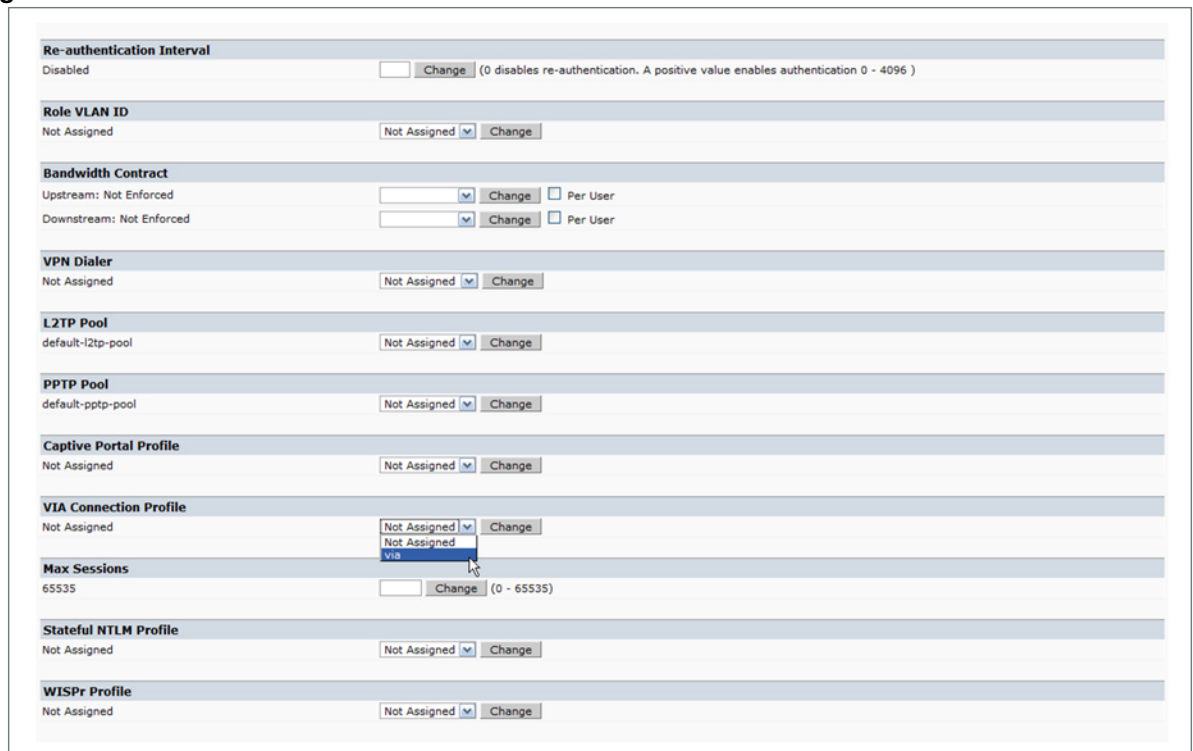 g
Re-authentication Interval
Disabled Change (0 disables re-authentication. A positive value enables authentication 0 - 4096 )
Role VLAN ID
Not Assigned Not Assigned Change
Bandwidth Contract
Upstream: Not Enforced Change Per User
Downstream: Not Enforced Change Per User
VPN Dialer
Not Assigned Not Assigned Change
L2TP Pool
default-l2tp-pool Not Assigned Change
PPTP Pool
default-pptp-pool Not Assigned Change
Captive Portal Profile
Not Assigned Not Assigned Change
VIA Connection Profile
Not Assigned Not Assigned Change
Not Assigned
via
Max Sessions
65535 Change (0 - 65535)
Stateful NTLM Profile
Not Assigned Not Assigned Change
WISPr Profile
Not Assigned Not Assigned Change